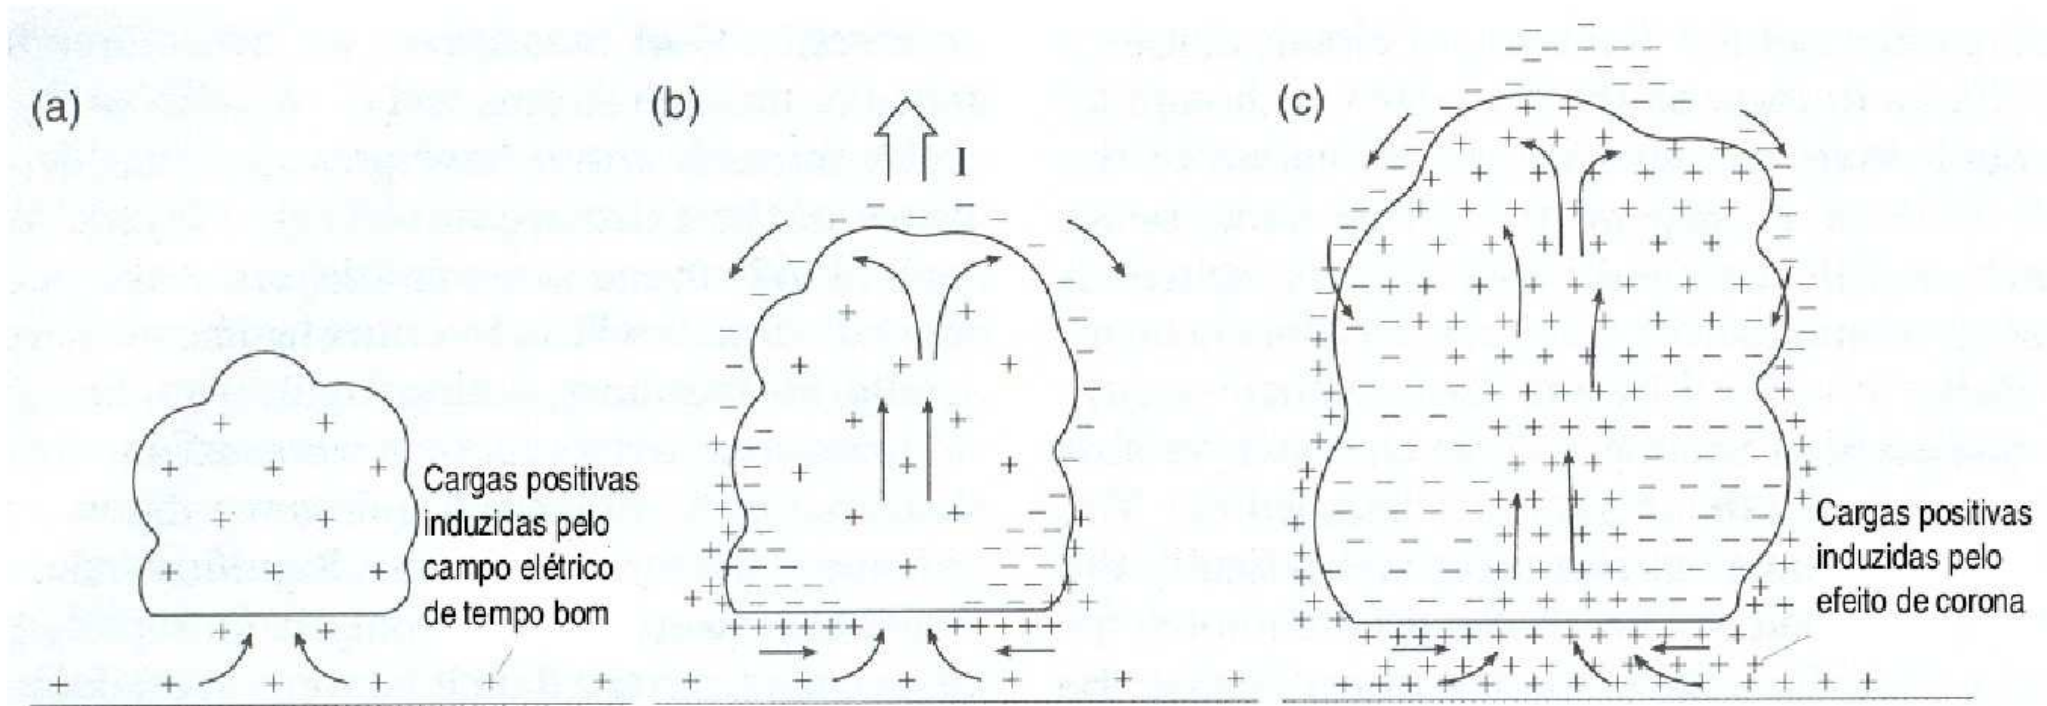 (a)
Cargas positivas
induzidas pelo
campo elétrico
de tempo bom
(b)
I
(c)
Cargas positivas
induzidas pelo
efeito de corona